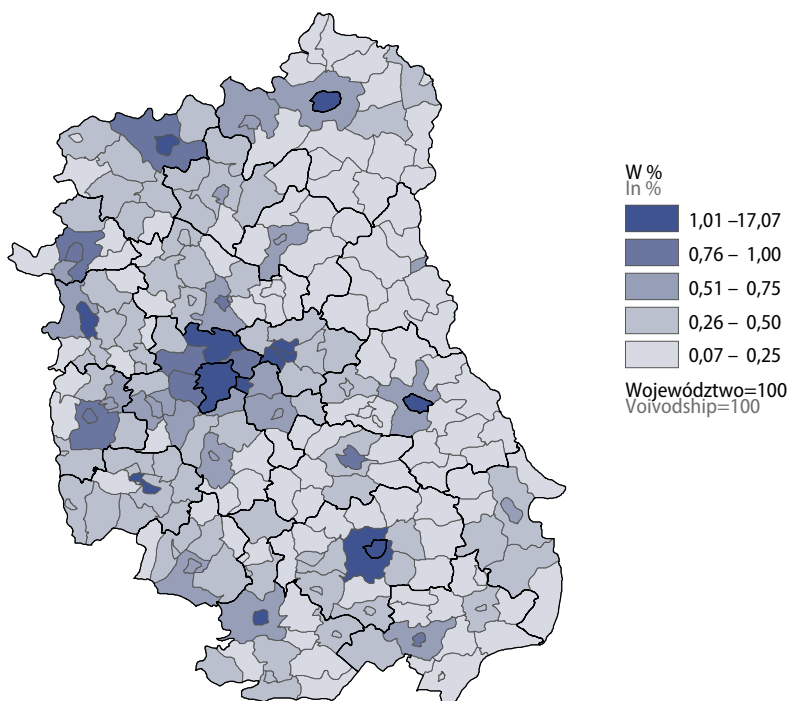 W %
In %
1,01 –17,07
0,76 – 1,00
0,51 – 0,75
0,26 – 0,50
0,07 – 0,25
Województwo=100
Voivodship=100